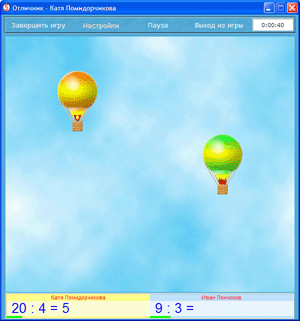 Отличник - Катя Помидорчикова
Завершить игру Настройки Пауза Выход из игры 0:00:40
Катя Помидорчикова Иван Пончиков
20 : 4 = 5 9 : 3 =